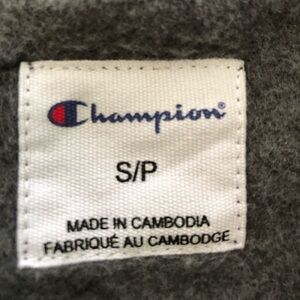 Champion®
S/P
MADE IN CAMBODIA
FABRIQUÉ AU CAMBODGE